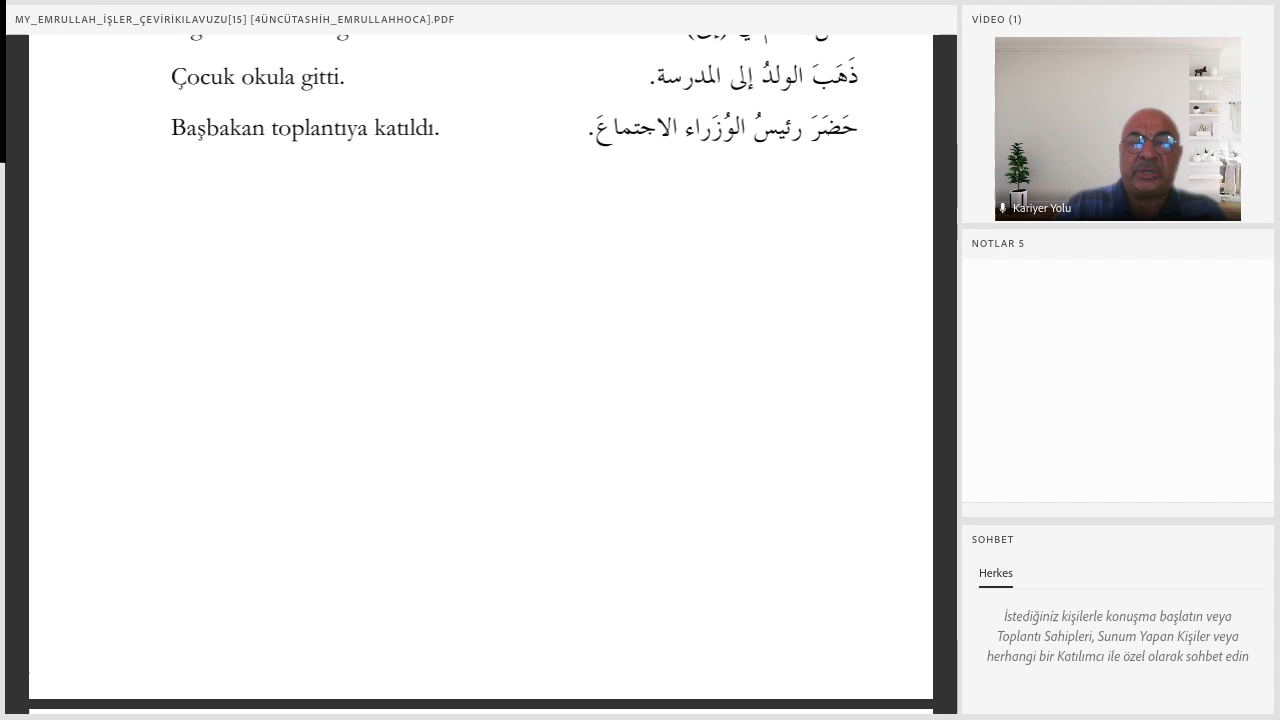 MY_EMRULLAH_İŞLER_ÇEVİRİKILAVUZU[15] [4ÜNCÜTASHİH_EMRULLAHHOCA].PDF
Çocuk okula gitti.
ذَهَبَ الولدُ إلى المدرسة.
Başbakan toplantıya katıldı.
حَضَرَ رئيسُ الوُزَراء الاجتماعَ.
VİDEO (1)
Kariyer Yolu
NOTLAR 5
SOHBET
Herkes
İstediğiniz kişilerle konuşma başlatın veya
Toplantı Sahipleri, Sunum Yapan Kişiler veya
herhangi bir Katılımcı ile özel olarak sohbet edin